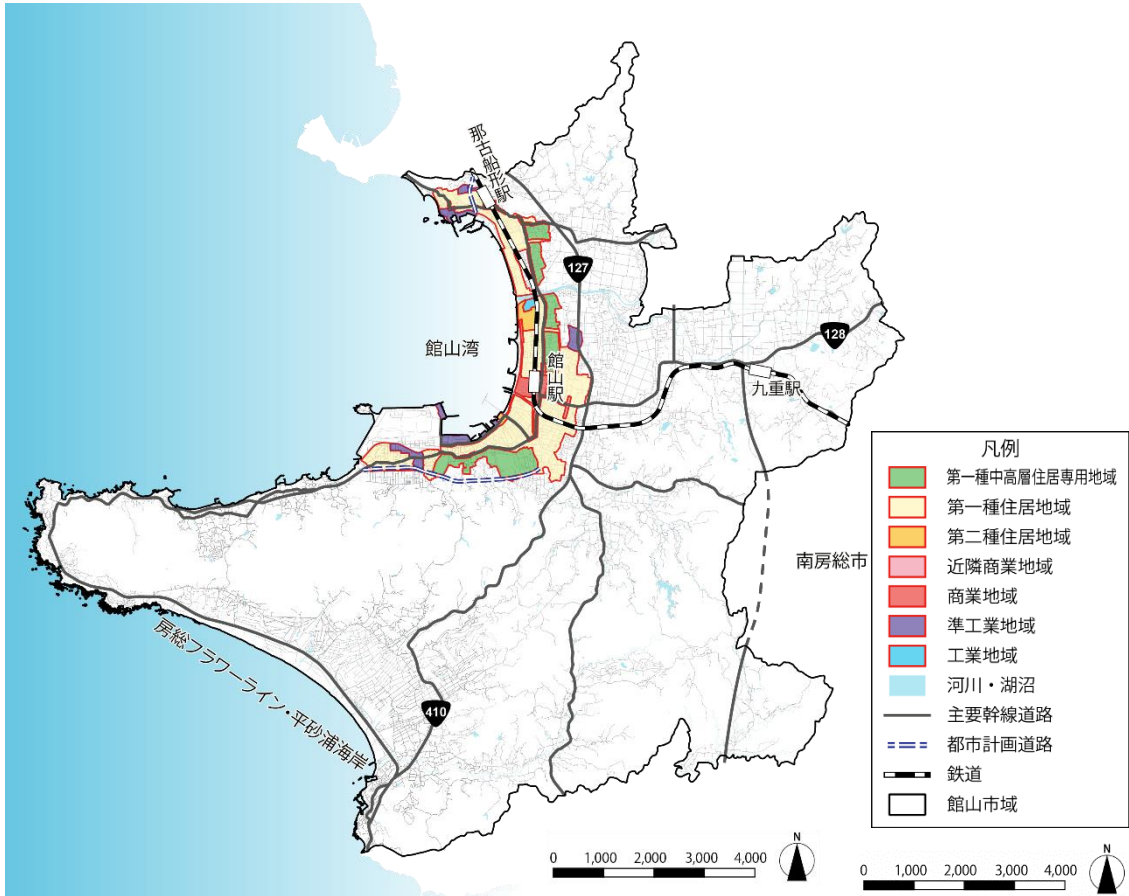 那古船形駅
127
128
館山湾
館山駅
九重駅
南房総市
410
房総フラワーライン・平砂浦海岸
凡例
第一種中高層住居専用地域
第一種住居地域
第二種住居地域
近隣商業地域
商業地域
準工業地域
工業地域
河川・湖沼
主要幹線道路
都市計画道路
鉄道
館山市域
N
0 1,000 2,000 3,000 4,000
N
0 1,000 2,000 3,000 4,000